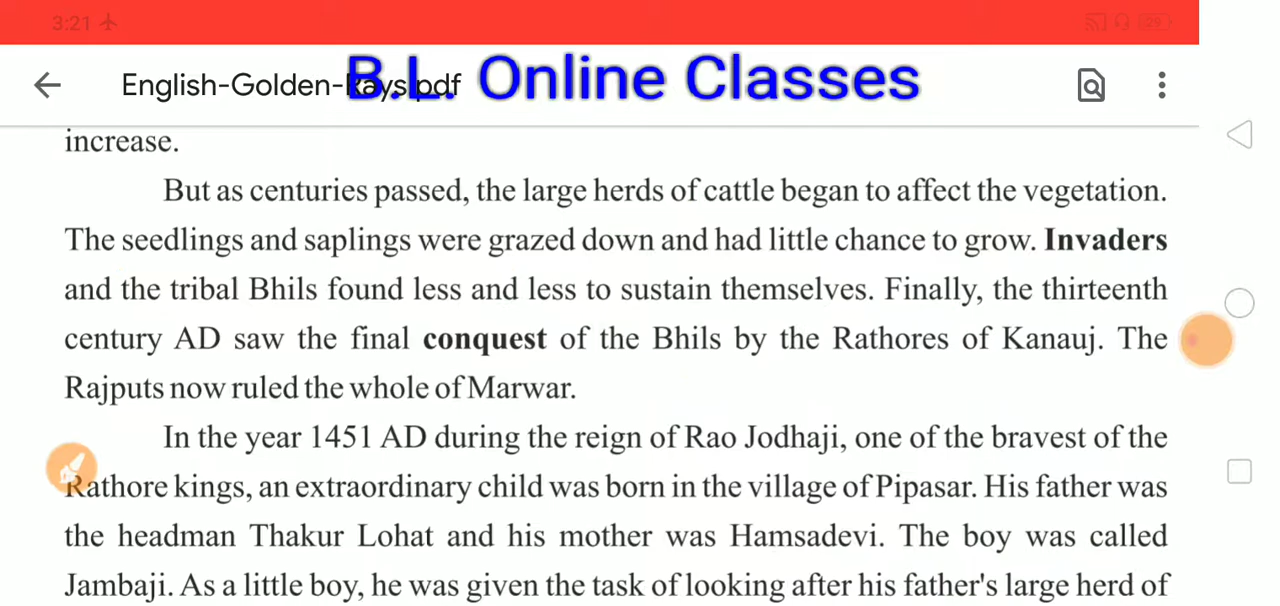 3:21
29
English-Golden-Rays.pdf
B.L. Online Classes
increase.
But as centuries passed, the large herds of cattle began to affect the vegetation.
The seedlings and saplings were grazed down and had little chance to grow. Invaders
and the tribal Bhils found less and less to sustain themselves. Finally, the thirteenth
century AD saw the final conquest of the Bhils by the Rathores of Kanauj. The
Rajputs now ruled the whole of Marwar.
In the year 1451 AD during the reign of Rao Jodhaji, one of the bravest of the
Rathore kings, an extraordinary child was born in the village of Pipasar. His father was
the headman Thakur Lohat and his mother was Hamsadevi. The boy was called
Jambaji. As a little boy, he was given the task of looking after his father's large herd of